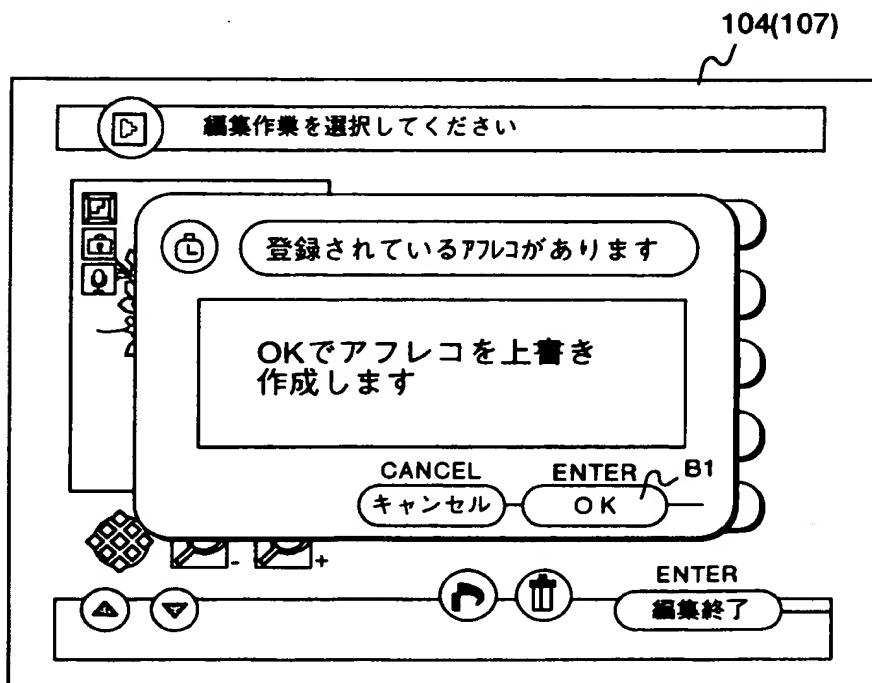 104(107)
編集作業を選択してください
登録されているｱﾌﾚｺがあります
OKでアフレコを上書き
作成します
CANCEL
ENTER
B1
キャンセル
OK
-
+
ENTER
編集終了